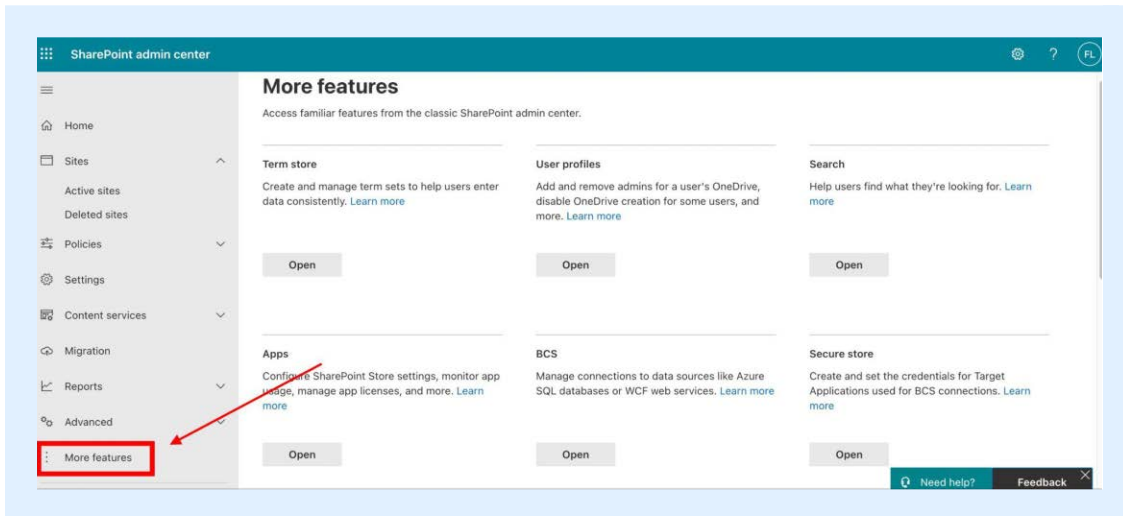 SharePoint admin center
FL
More features
Access familiar features from the classic SharePoint admin center.
Home
Sites
Active sites
Deleted sites
Policies
Settings
Content services
Migration
Reports
Advanced
More features
Term store
Create and manage term sets to help users enter
data consistently. Learn more
Open
User profiles
Add and remove admins for a user's OneDrive,
disable OneDrive creation for some users, and
more. Learn more
Open
Search
Help users find what they're looking for. Learn
more
Open
Apps
Configure SharePoint Store settings, monitor app
usage, manage app licenses, and more. Learn
more
Open
BCS
Manage connections to data sources like Azure
SQL databases or WCF web services. Learn more
Open
Secure store
Create and set the credentials for Target
Applications used for BCS connections. Learn
more
Open
Need help?
Feedback